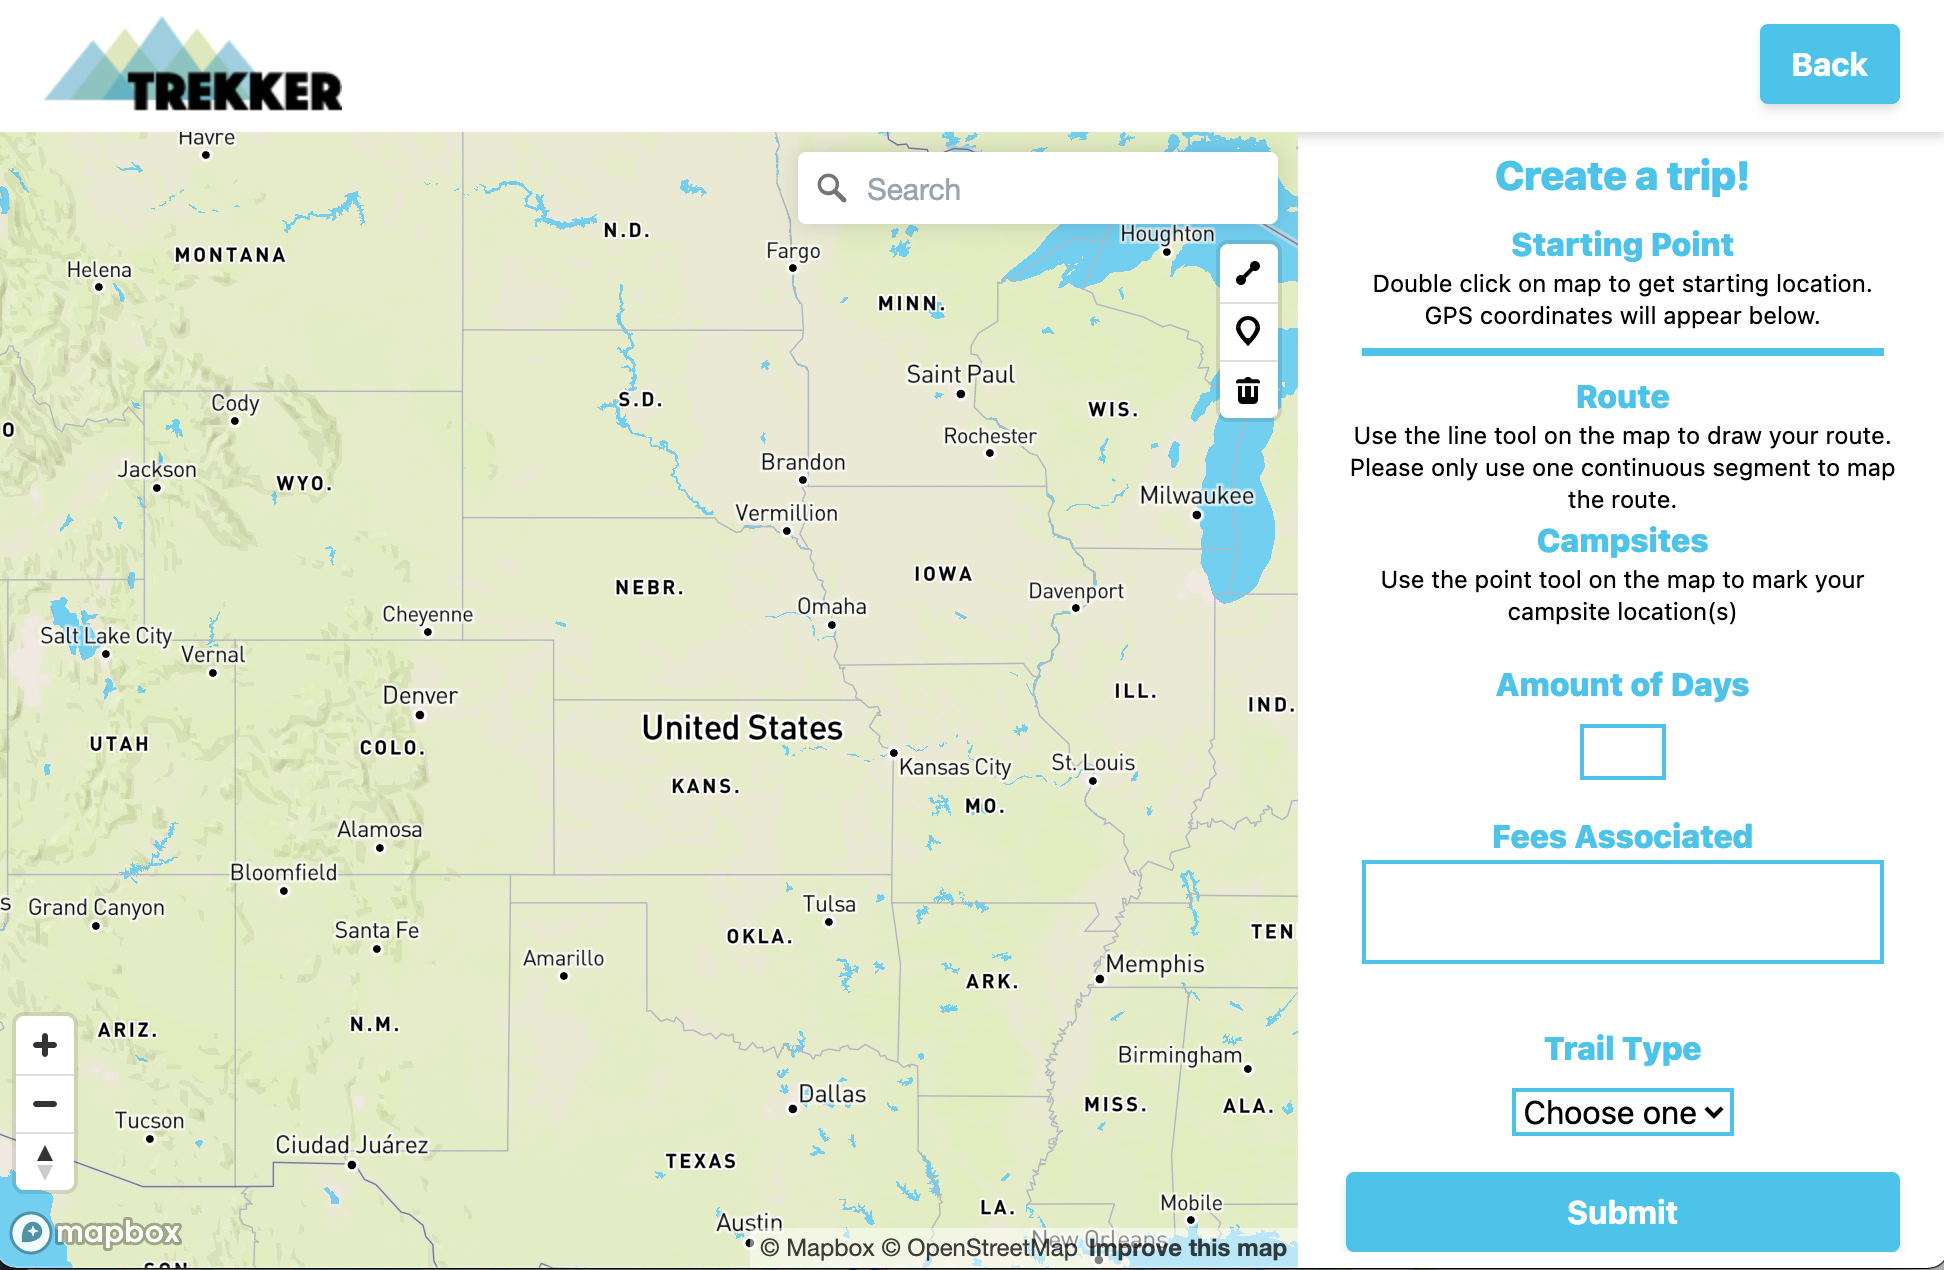 TREKKER
Back
Havre
Search
N.D.
Houghton
MONTANA
Fargo
Helena
MINN.
Saint Paul
Cody
S.D.
WIS.
O
Rochester
Jackson
Brandon
WYO.
Milwaukee
Vermillion
IOWA
NEBR.
Davenport
Omaha
Cheyenne
Salt Lake City
Vernal
Denver
ILL.
IND.
United States
UTAH
COLO.
Kansas City
St. Louis
KANS.
MO.
Alamosa
Bloomfield
s
Grand Canyon
Tulsa
Santa Fe
OKLA.
TEN
Amarillo
Memphis
ARK.
ARIZ.
N.M.
Birmingham
Dallas
MISS.
ALA.
Tucson
Ciudad Juárez
TEXAS
Mobile
LA.
Austin
New Orleans
mapbox
© Mapbox © OpenStreetMap Improve this map
SON
Create a trip!
Starting Point
Double click on map to get starting location.
GPS coordinates will appear below.
Route
Use the line tool on the map to draw your route.
Please only use one continuous segment to map
the route.
Campsites
Use the point tool on the map to mark your
campsite location(s)
Amount of Days
Fees Associated
Trail Type
Choose one
Submit